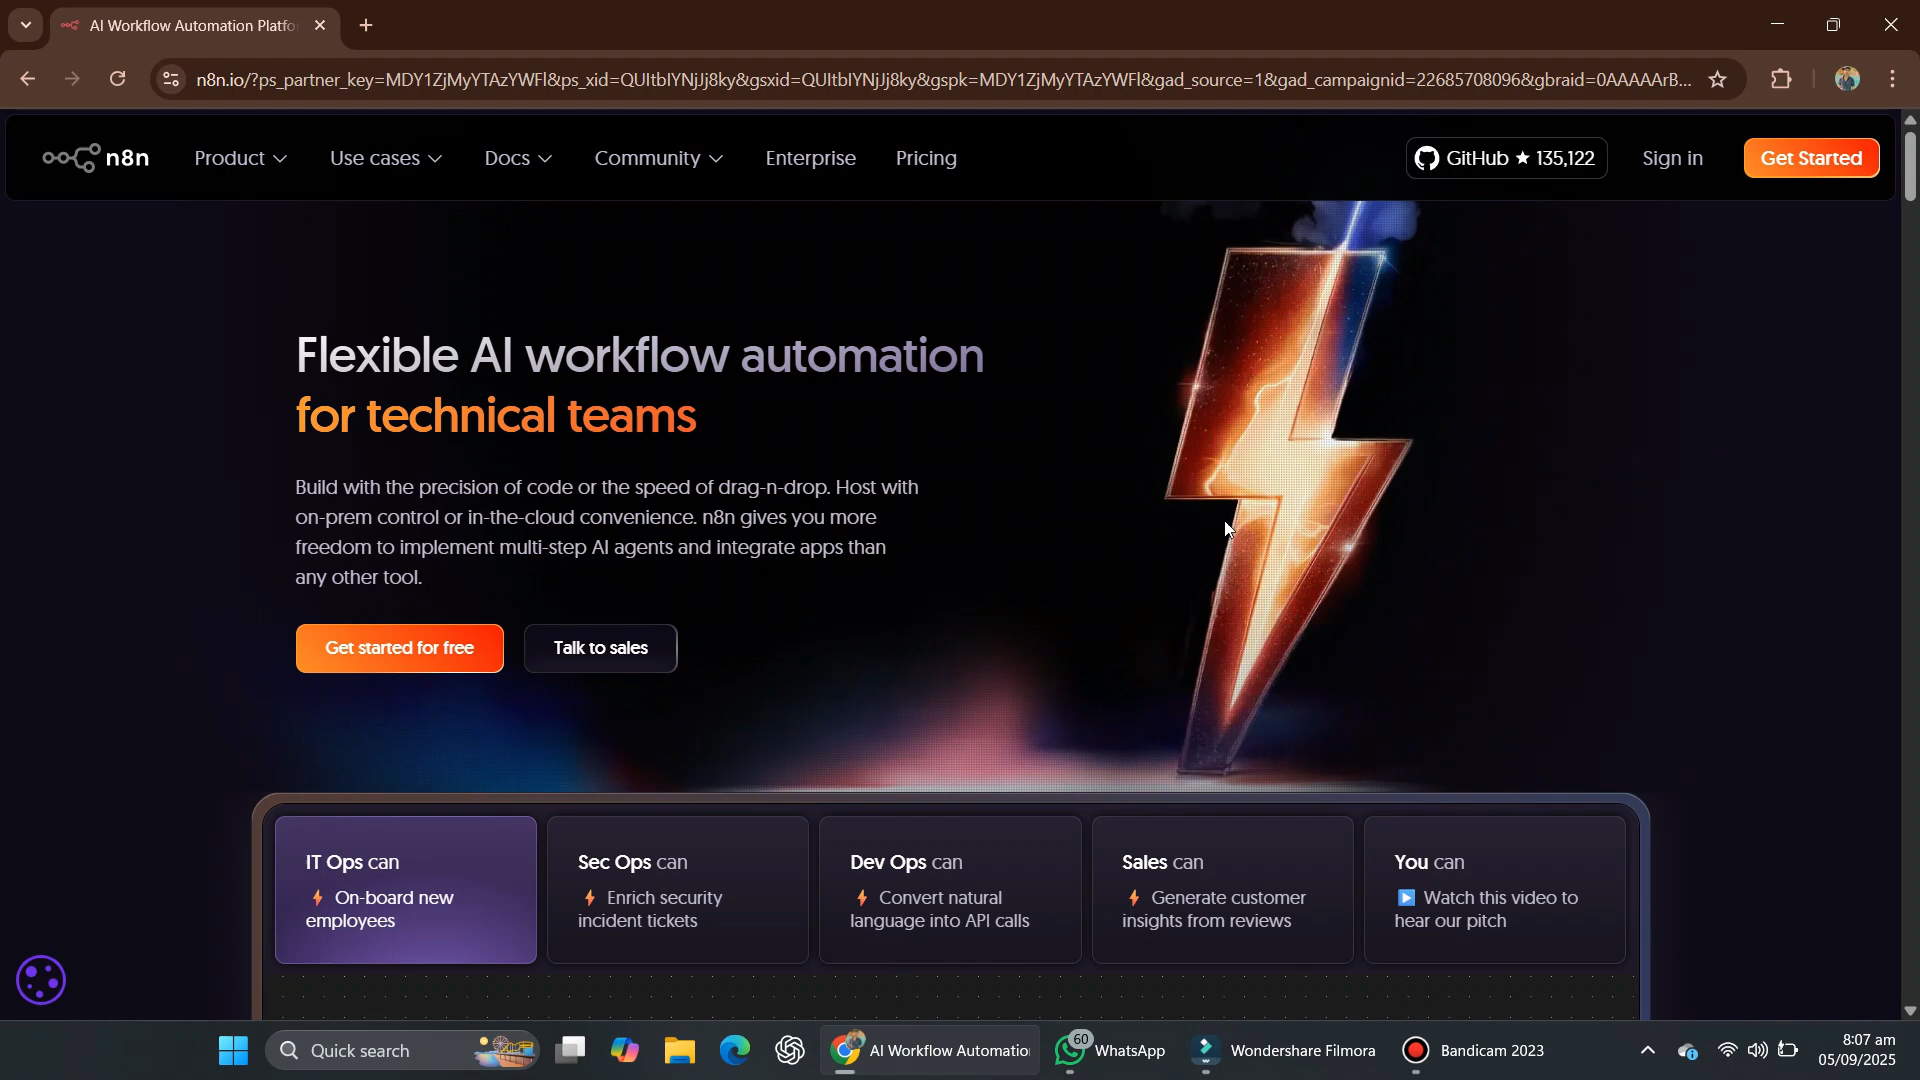 AI Workflow Automation Platfo
n8n.io/?ps_partner_key=MDY1ZjMyYTAzYWFl&ps_xid=QUItblYNjJj8ky&gsxid=QUItblYNjJj8ky&gspk=MDY1ZjMyYTAzYWFl&gad_source=1&gad_campaignid=22685708096&gbraid=0AAAAArB...
n8n Product Use cases Docs Community Enterprise Pricing GitHub ★ 135,122 Sign in Get Started
Flexible AI workflow automation
for technical teams
Build with the precision of code or the speed of drag-n-drop. Host with
on-prem control or in-the-cloud convenience. n8n gives you more
freedom to implement multi-step AI agents and integrate apps than
any other tool.
Get started for free Talk to sales
IT Ops can
⚡ On-board new
employees
Sec Ops can
⚡ Enrich security
incident tickets
Dev Ops can
⚡ Convert natural
language into API calls
Sales can
⚡ Generate customer
insights from reviews
You can
▶️ Watch this video to
hear our pitch
Quick search
AI Workflow Automatio
60
WhatsApp
Wondershare Filmora
Bandicam 2023
8:07 am
05/09/2025